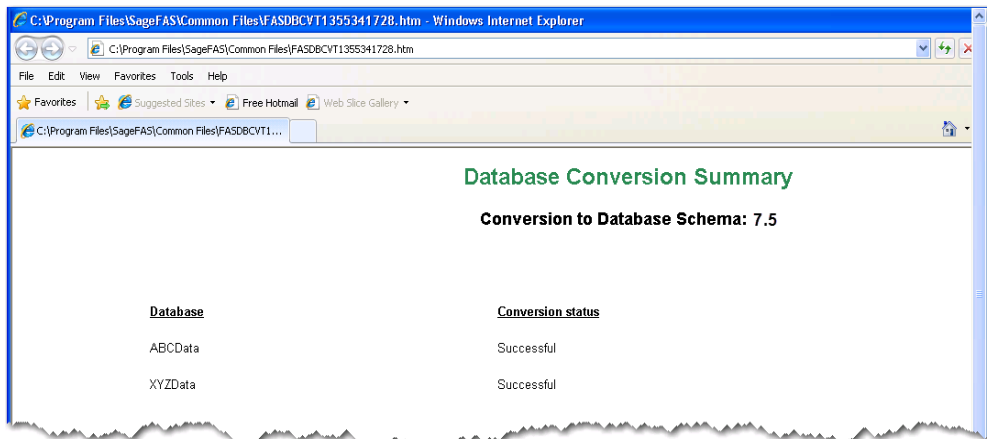 C:\Program Files\SageFAS\Common Files\FASDBCVT1355341728.htm - Windows Internet Explorer
C:\Program Files\SageFAS\Common Files\FASDBCVT1355341728.htm
File Edit View Favorites Tools Help
Favorites Suggested Sites Free Hotmail Web Slice Gallery
C:\Program Files\SageFAS\Common Files\FASDBCVT1...
Database Conversion Summary
Conversion to Database Schema: 7.5
Database Conversion status
ABCData Successful
XYZData Successful